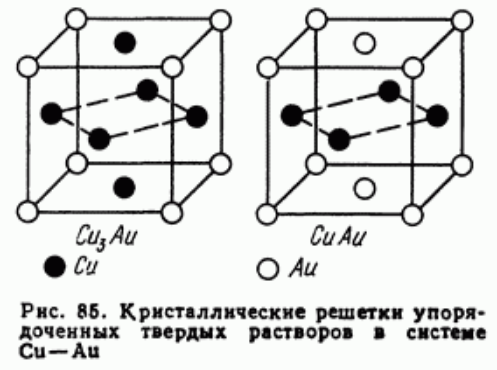 Cu₃Au CuAu
Cu Au
Рис. 85. Кристаллические решетки упоря-
доченных твердых растворов в системе
Cu—Au